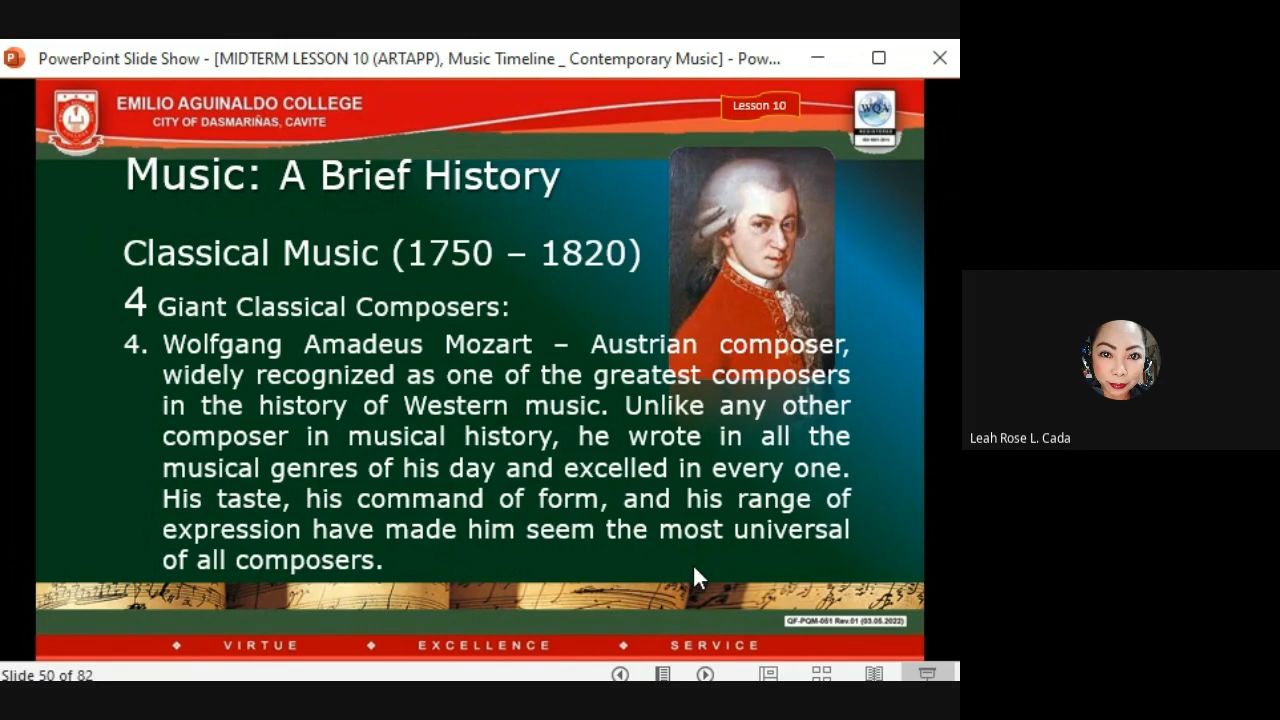 PowerPoint Slide Show - [MIDTERM LESSON 10 (ARTAPP), Music Timeline _ Contemporary Music] - Pow...
EMILIO AGUINALDO COLLEGE
CITY OF DASMARIÑAS, CAVITE
Lesson 10
WQA
REGISTERED
Music: A Brief History
Classical Music (1750 – 1820)
4 Giant Classical Composers:
4. Wolfgang Amadeus Mozart – Austrian composer,
widely recognized as one of the greatest composers
in the history of Western music. Unlike any other
composer in musical history, he wrote in all the
musical genres of his day and excelled in every one.
His taste, his command of form, and his range of
expression have made him seem the most universal
of all composers.
QF-PQM-051 Rev.01 (03.05.2022)
VIRTUE EXCELLENCE SERVICE
Slide 50 of 82
Leah Rose L. Cada